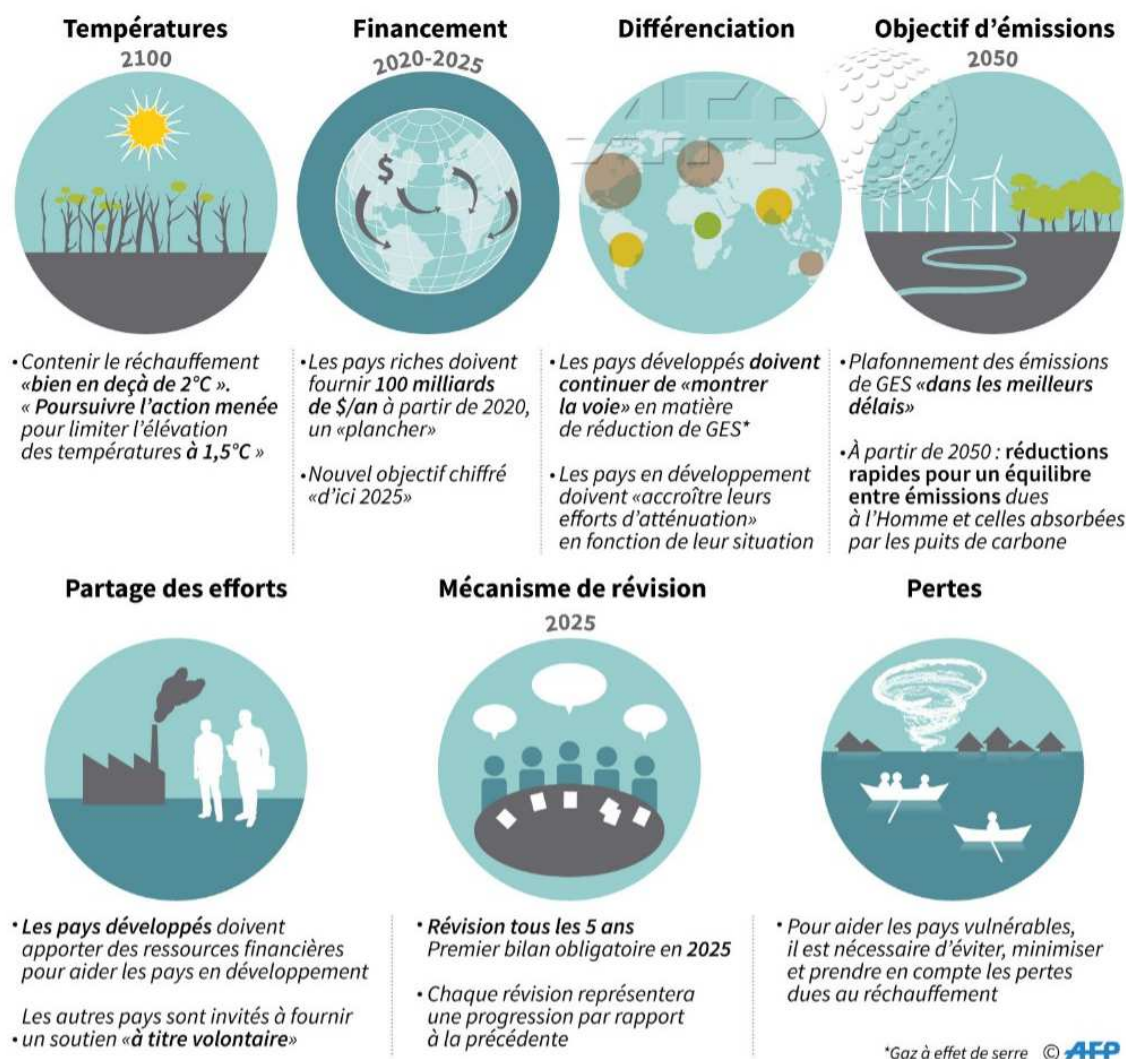 Températures
2100
• Contenir le réchauffement
«bien en deçà de 2°C ».
« Poursuivre l'action menée
pour limiter l'élévation
des températures à 1,5°C »
Financement
2020-2025
$
• Les pays riches doivent
fournir 100 milliards
de $/an à partir de 2020,
un «plancher»
• Nouvel objectif chiffré
«d'ici 2025»
Différenciation
AFP
• Les pays développés doivent
continuer de «montrer
la voie» en matière
de réduction de GES*
• Les pays en développement
doivent «accroître leurs
efforts d'atténuation»
en fonction de leur situation
Objectif d'émissions
2050
• Plafonnement des émissions
de GES «dans les meilleurs
délais»
• À partir de 2050 : réductions
rapides pour un équilibre
entre émissions dues
à l'Homme et celles absorbées
par les puits de carbone
Partage des efforts
• Les pays développés doivent
apporter des ressources financières
pour aider les pays en développement
Les autres pays sont invités à fournir
• un soutien «à titre volontaire»
Mécanisme de révision
2025
• Révision tous les 5 ans
Premier bilan obligatoire en 2025
• Chaque révision représentera
une progression par rapport
à la précédente
Pertes
• Pour aider les pays vulnérables,
il est nécessaire d'éviter, minimiser
et prendre en compte les pertes
dues au réchauffement
*Gaz à effet de serre © AFP